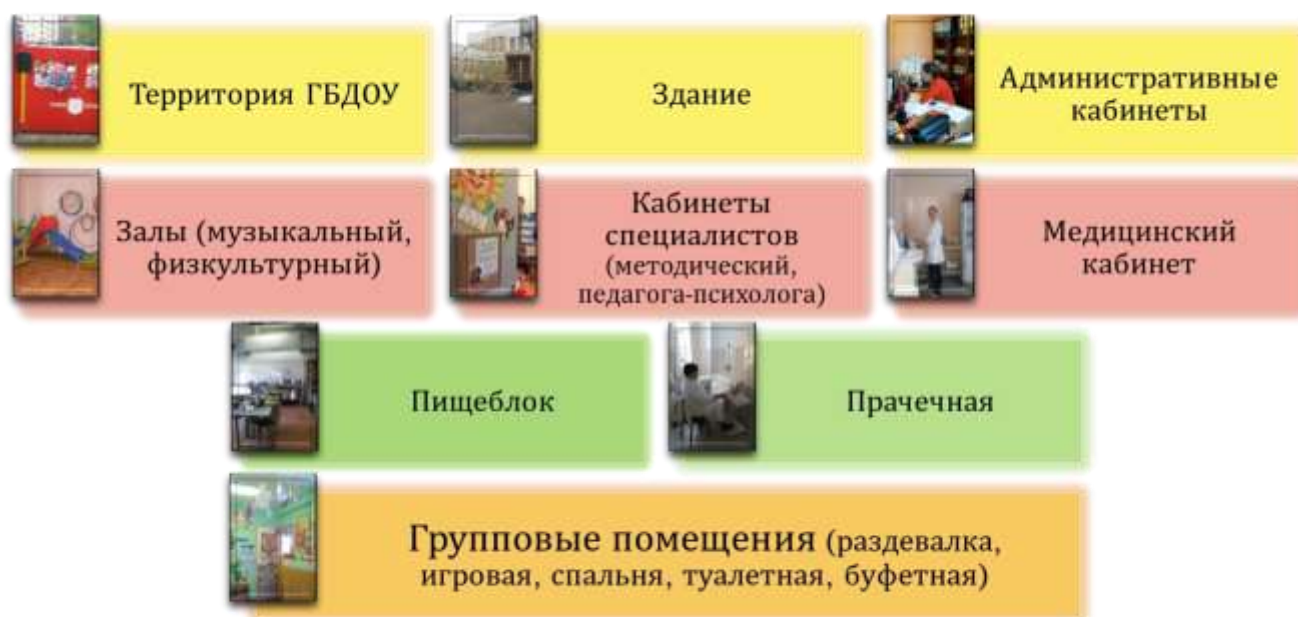 Территория ГБДОУ
Здание
Административные
кабинеты
Залы (музыкальный,
физкультурный)
Кабинеты
специалистов
(методический,
педагога-психолога)
Медицинский
кабинет
Пищеблок
Прачечная
Групповые помещения (раздевалка,
игровая, спальня, туалетная, буфетная)